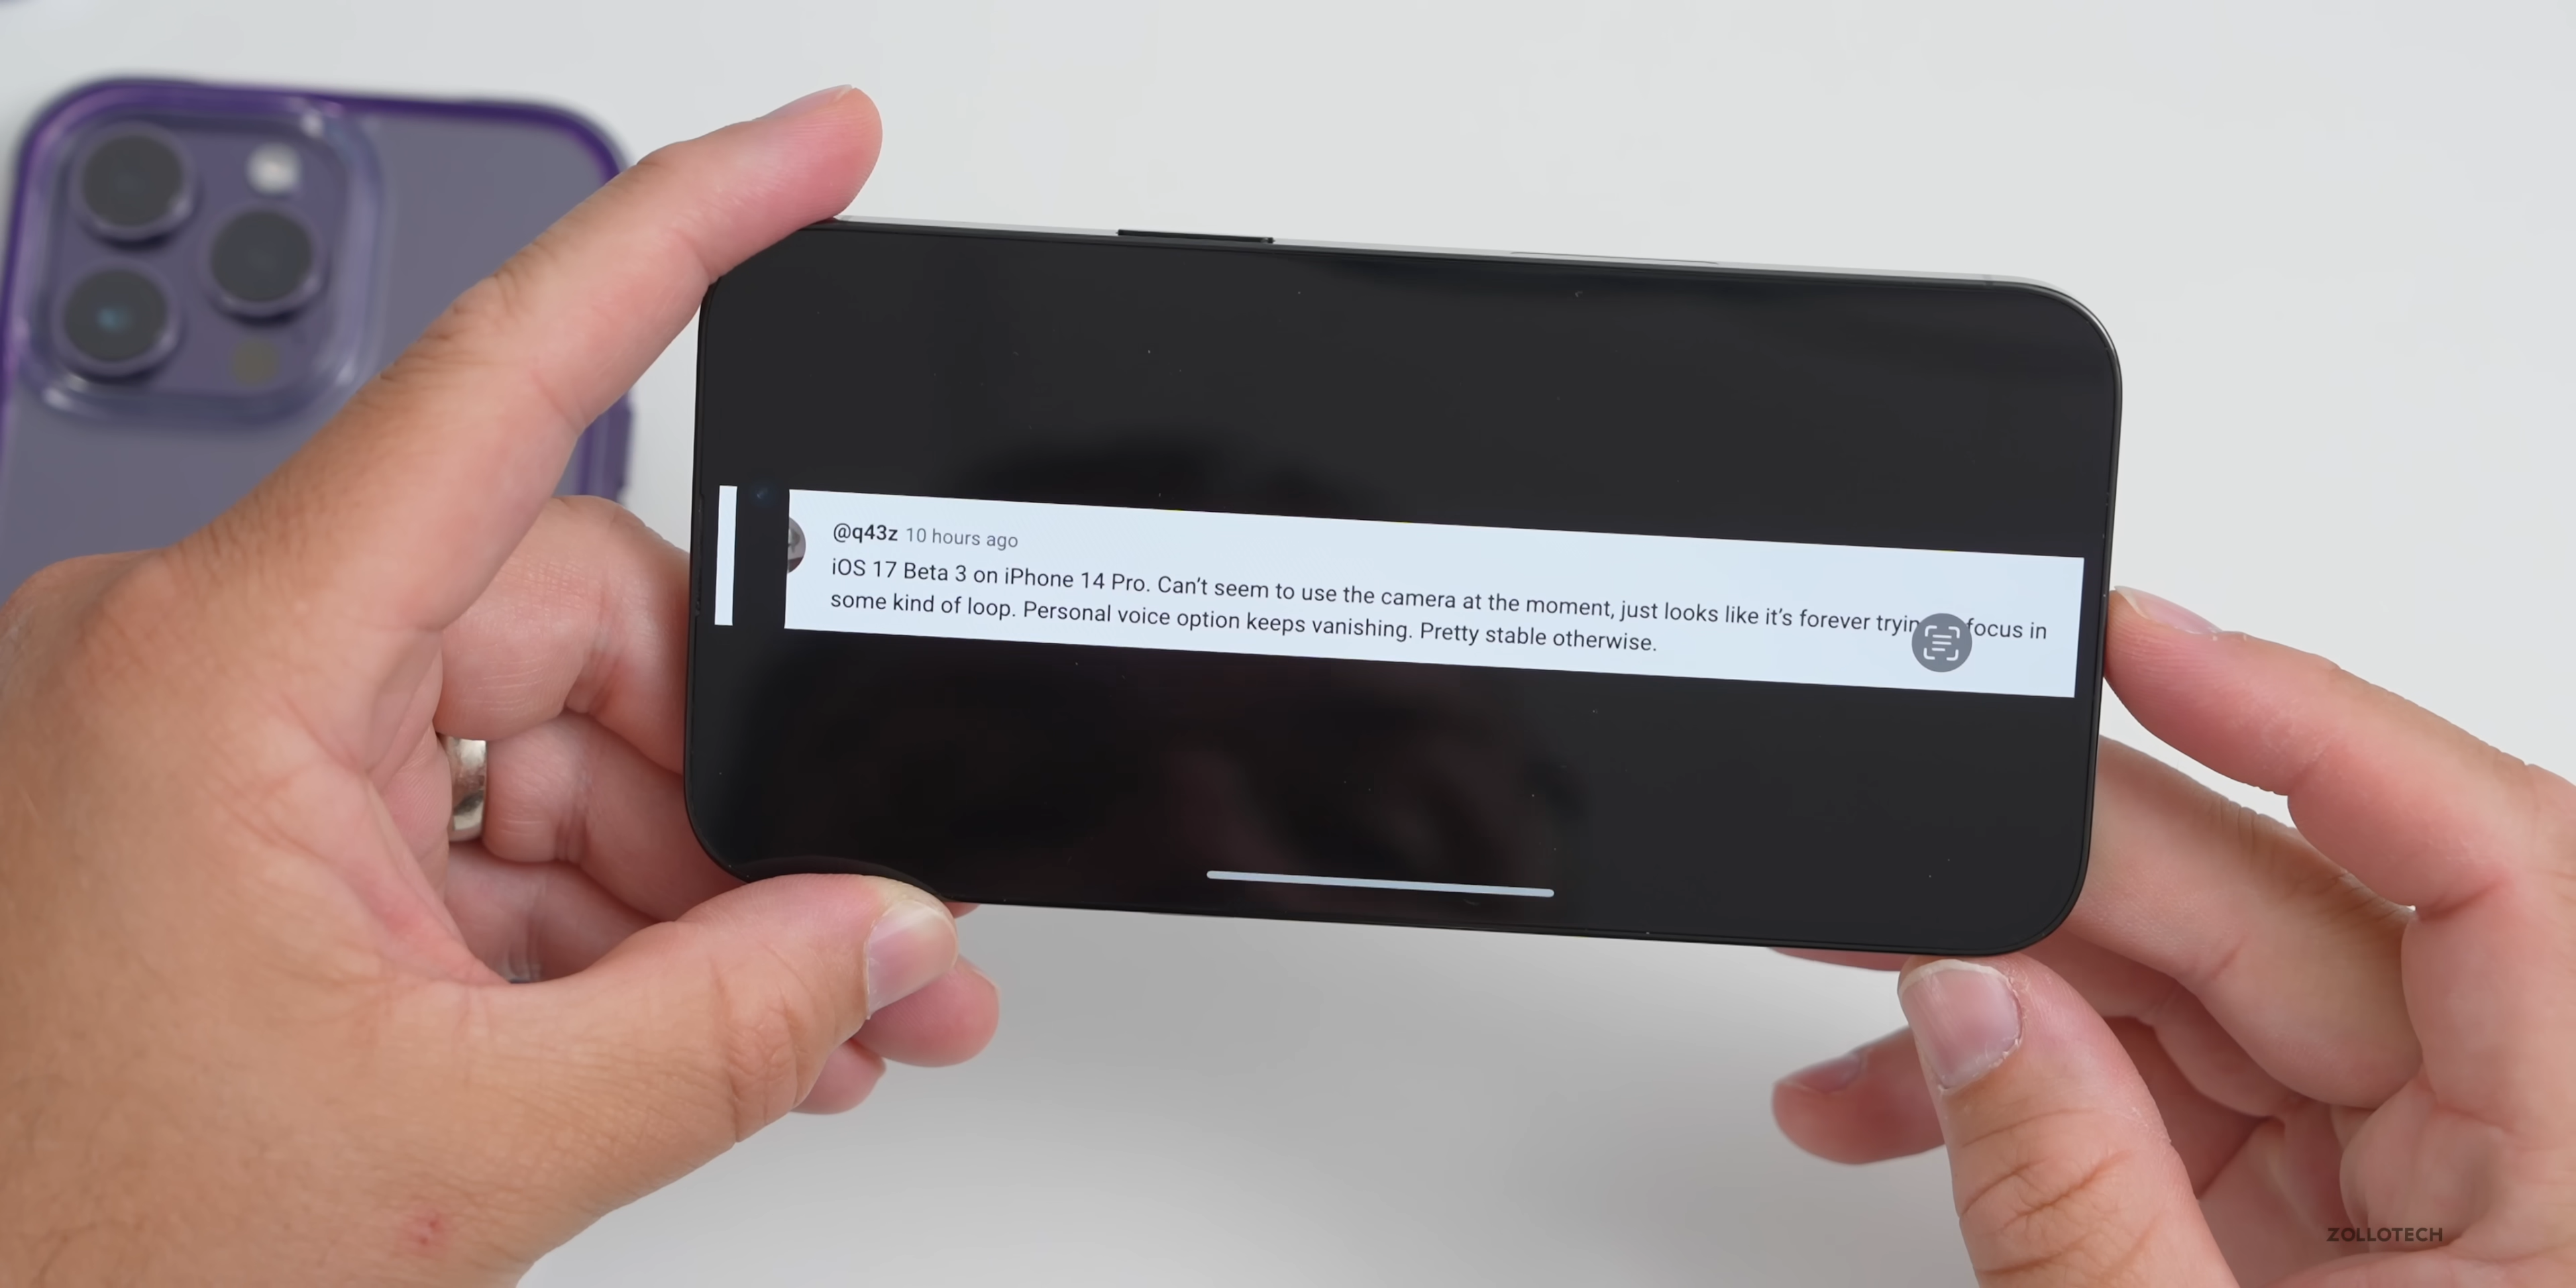 @q43z 10 hours ago
iOS 17 Beta 3 on iPhone 14 Pro. Can't seem to use the camera at the moment, just looks like it's forever tryin focus in
some kind of loop. Personal voice option keeps vanishing. Pretty stable otherwise.
ZOLLOTECH